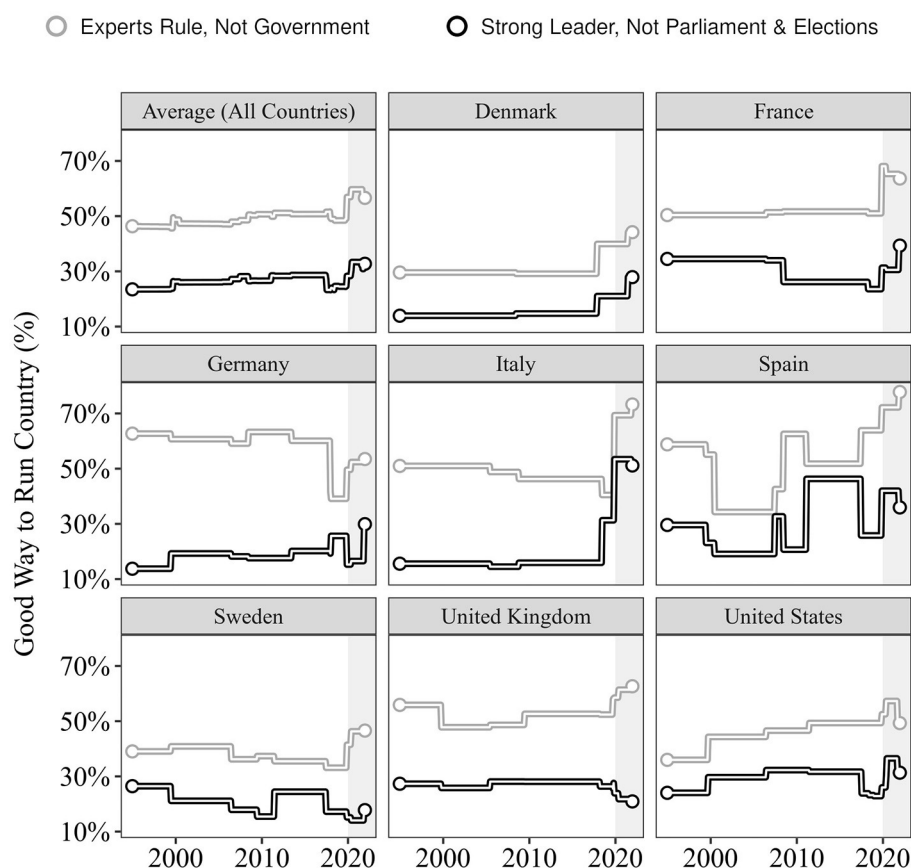 Experts Rule, Not Government Strong Leader, Not Parliament & Elections
Good Way to Run Country (%)
Average (All Countries) Denmark France
70%
50%
30%
10%
Germany Italy Spain
70%
50%
30%
10%
Sweden United Kingdom United States
70%
50%
30%
10%
2000 2010 2020 2000 2010 2020 2000 2010 2020